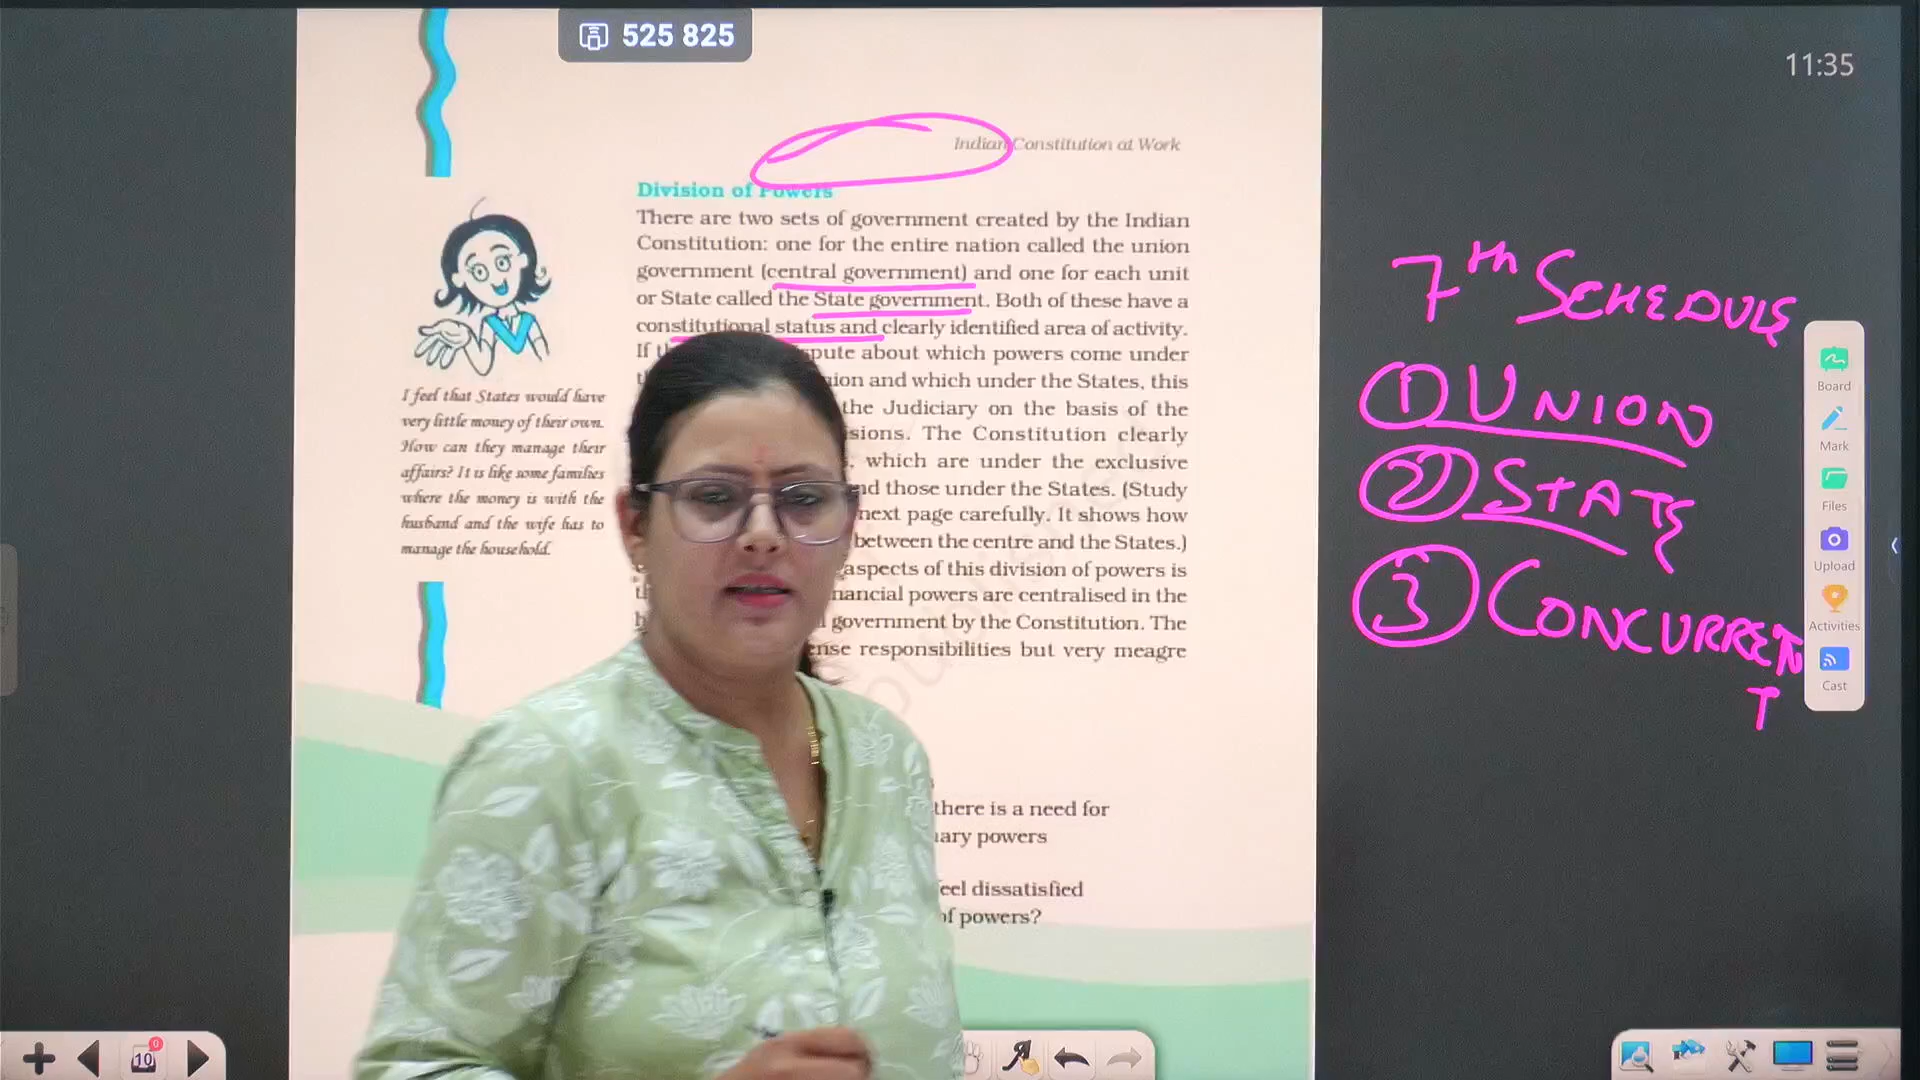 525 825
11:35
Indian Constitution at Work
Division of Powers
There are two sets of government created by the Indian
Constitution: one for the entire nation called the union
government (central government) and one for each unit
or State called the State government. Both of these have a
constitutional status and clearly identified area of activity.
If pute about which powers come under
and which under the States, this
the Judiciary on the basis of the
The Constitution clearly
, which are under the exclusive
those under the States. (Study
next page carefully. It shows how
between the centre and the States.)
aspects of this division of powers is
powers are centralised in the
government by the Constitution. The
responsibilities but very meagre
I feel that States would have
very little money of their own.
How can they manage their
affairs? It is like some families
where the money is with the
husband and the wife has to
manage the household.
there is a need for
powers
dissatisfied
of powers?
7th SCHEDULE
1 UNION
2 STATE
3 CONCURREN
T
Board
Mark
Files
Upload
Activities
Cast
10
0